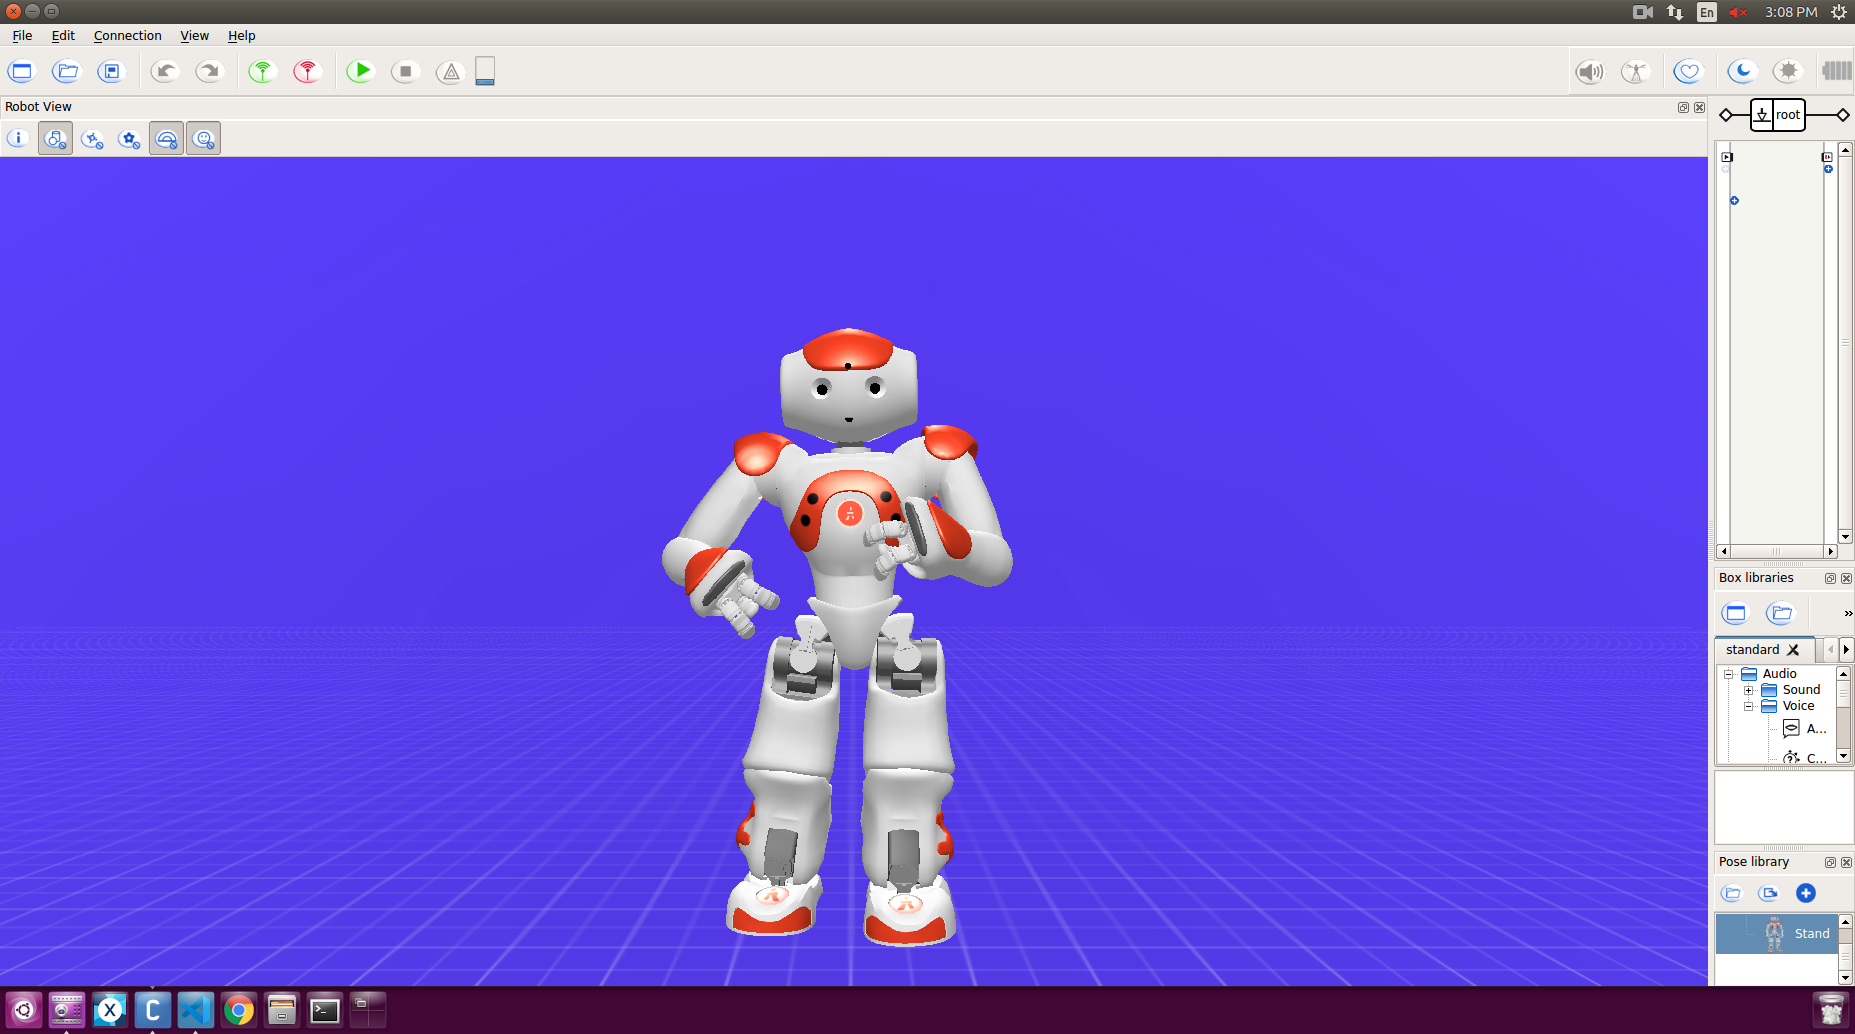 En
3:08 PM
File Edit Connection View Help
Robot View
root
Box libraries
standard
Audio
Sound
Voice
A...
C...
Pose library
Stand